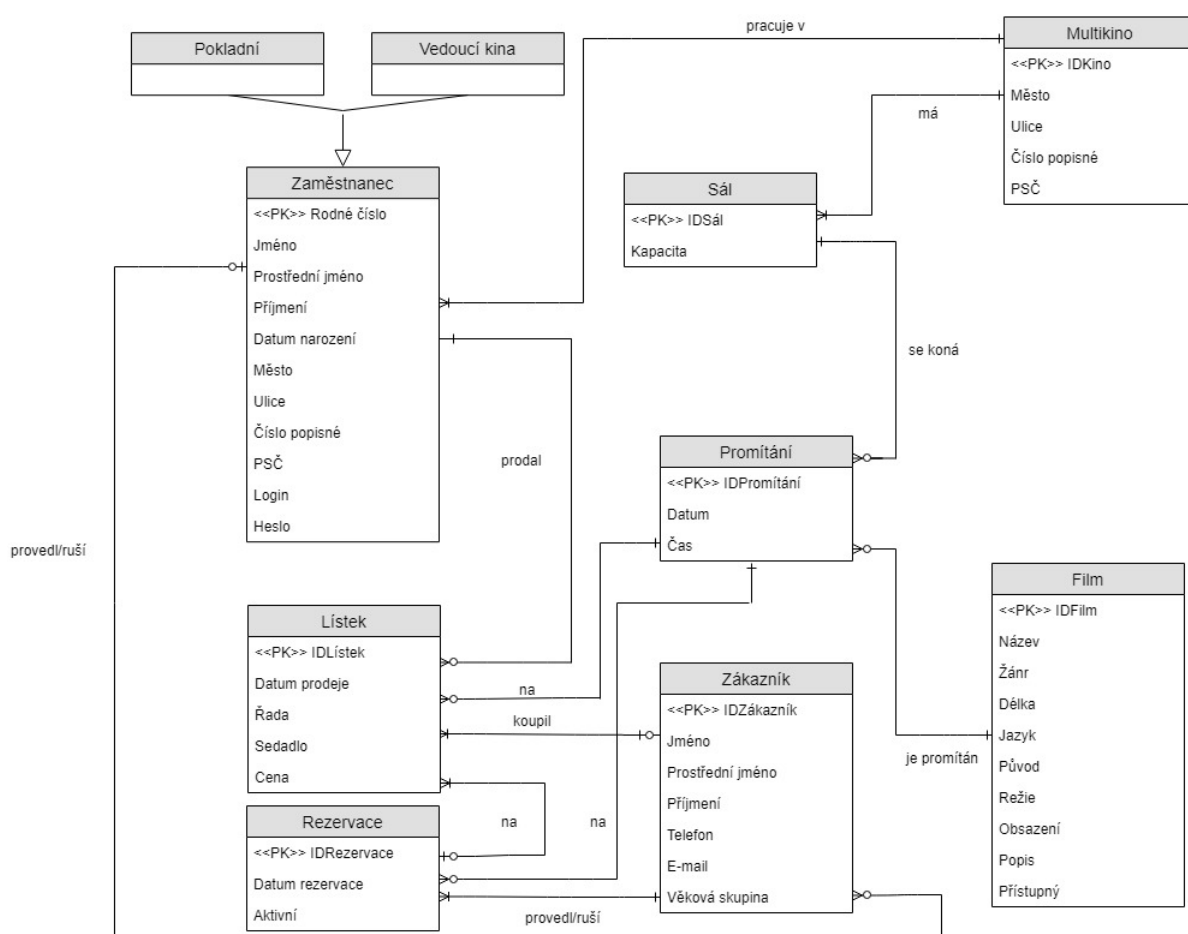 Pokladní
Vedoucí kina
pracuje v
Multikino
<<PK>> IDKino
Město
Ulice
Číslo popisné
PSČ
má
Zaměstnanec
<<PK>> Rodné číslo
Jméno
Prostřední jméno
Příjmení
Datum narození
Město
Ulice
Číslo popisné
PSČ
Login
Heslo
Sál
<<PK>> IDSál
Kapacita
se koná
prodal
provedl/ruší
Promítání
<<PK>> IDPromítání
Datum
Čas
Film
<<PK>> IDFilm
Název
Žánr
Délka
Jazyk
Původ
Režie
Obsazení
Popis
Přístupný
je promítán
Lístek
<<PK>> IDLístek
Datum prodeje
Řada
Sedadlo
Cena
na
koupil
Zákazník
<<PK>> IDZákazník
Jméno
Prostřední jméno
Příjmení
Telefon
E-mail
Věková skupina
na
na
Rezervace
<<PK>> IDRezervace
Datum rezervace
Aktivní
provedl/ruší